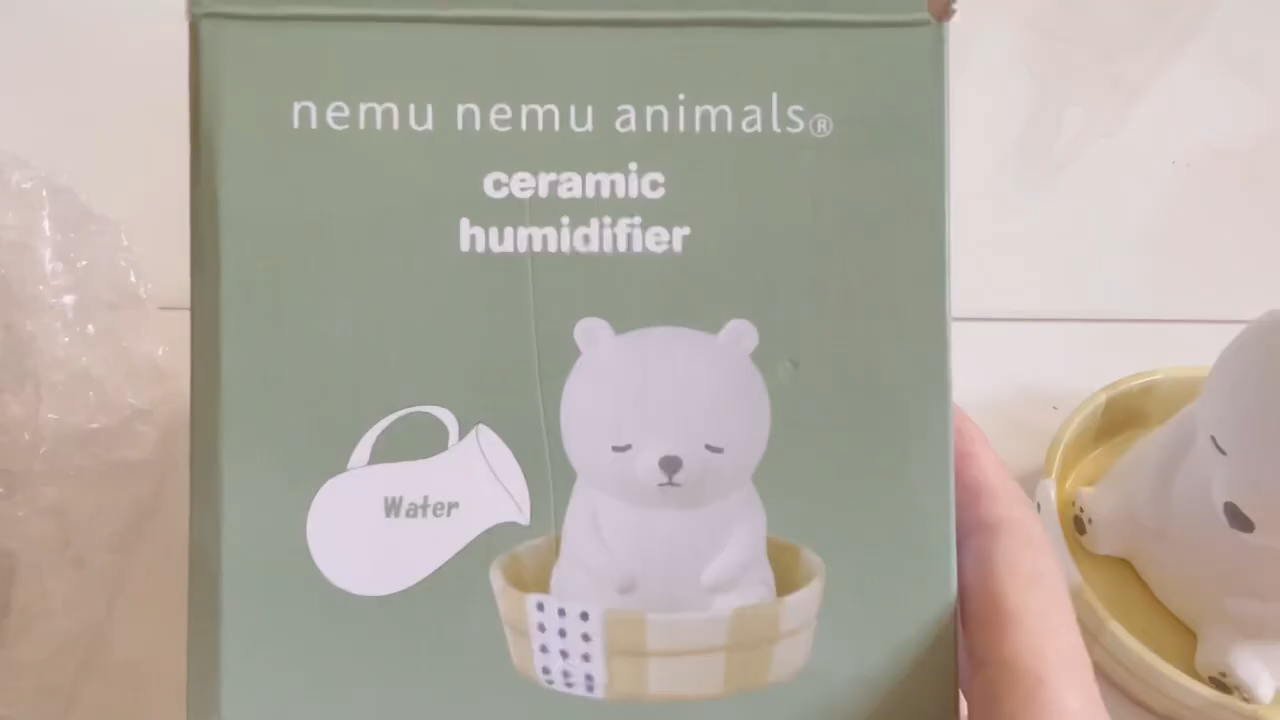 nemu nemu animals®
ceramic
humidifier
Water